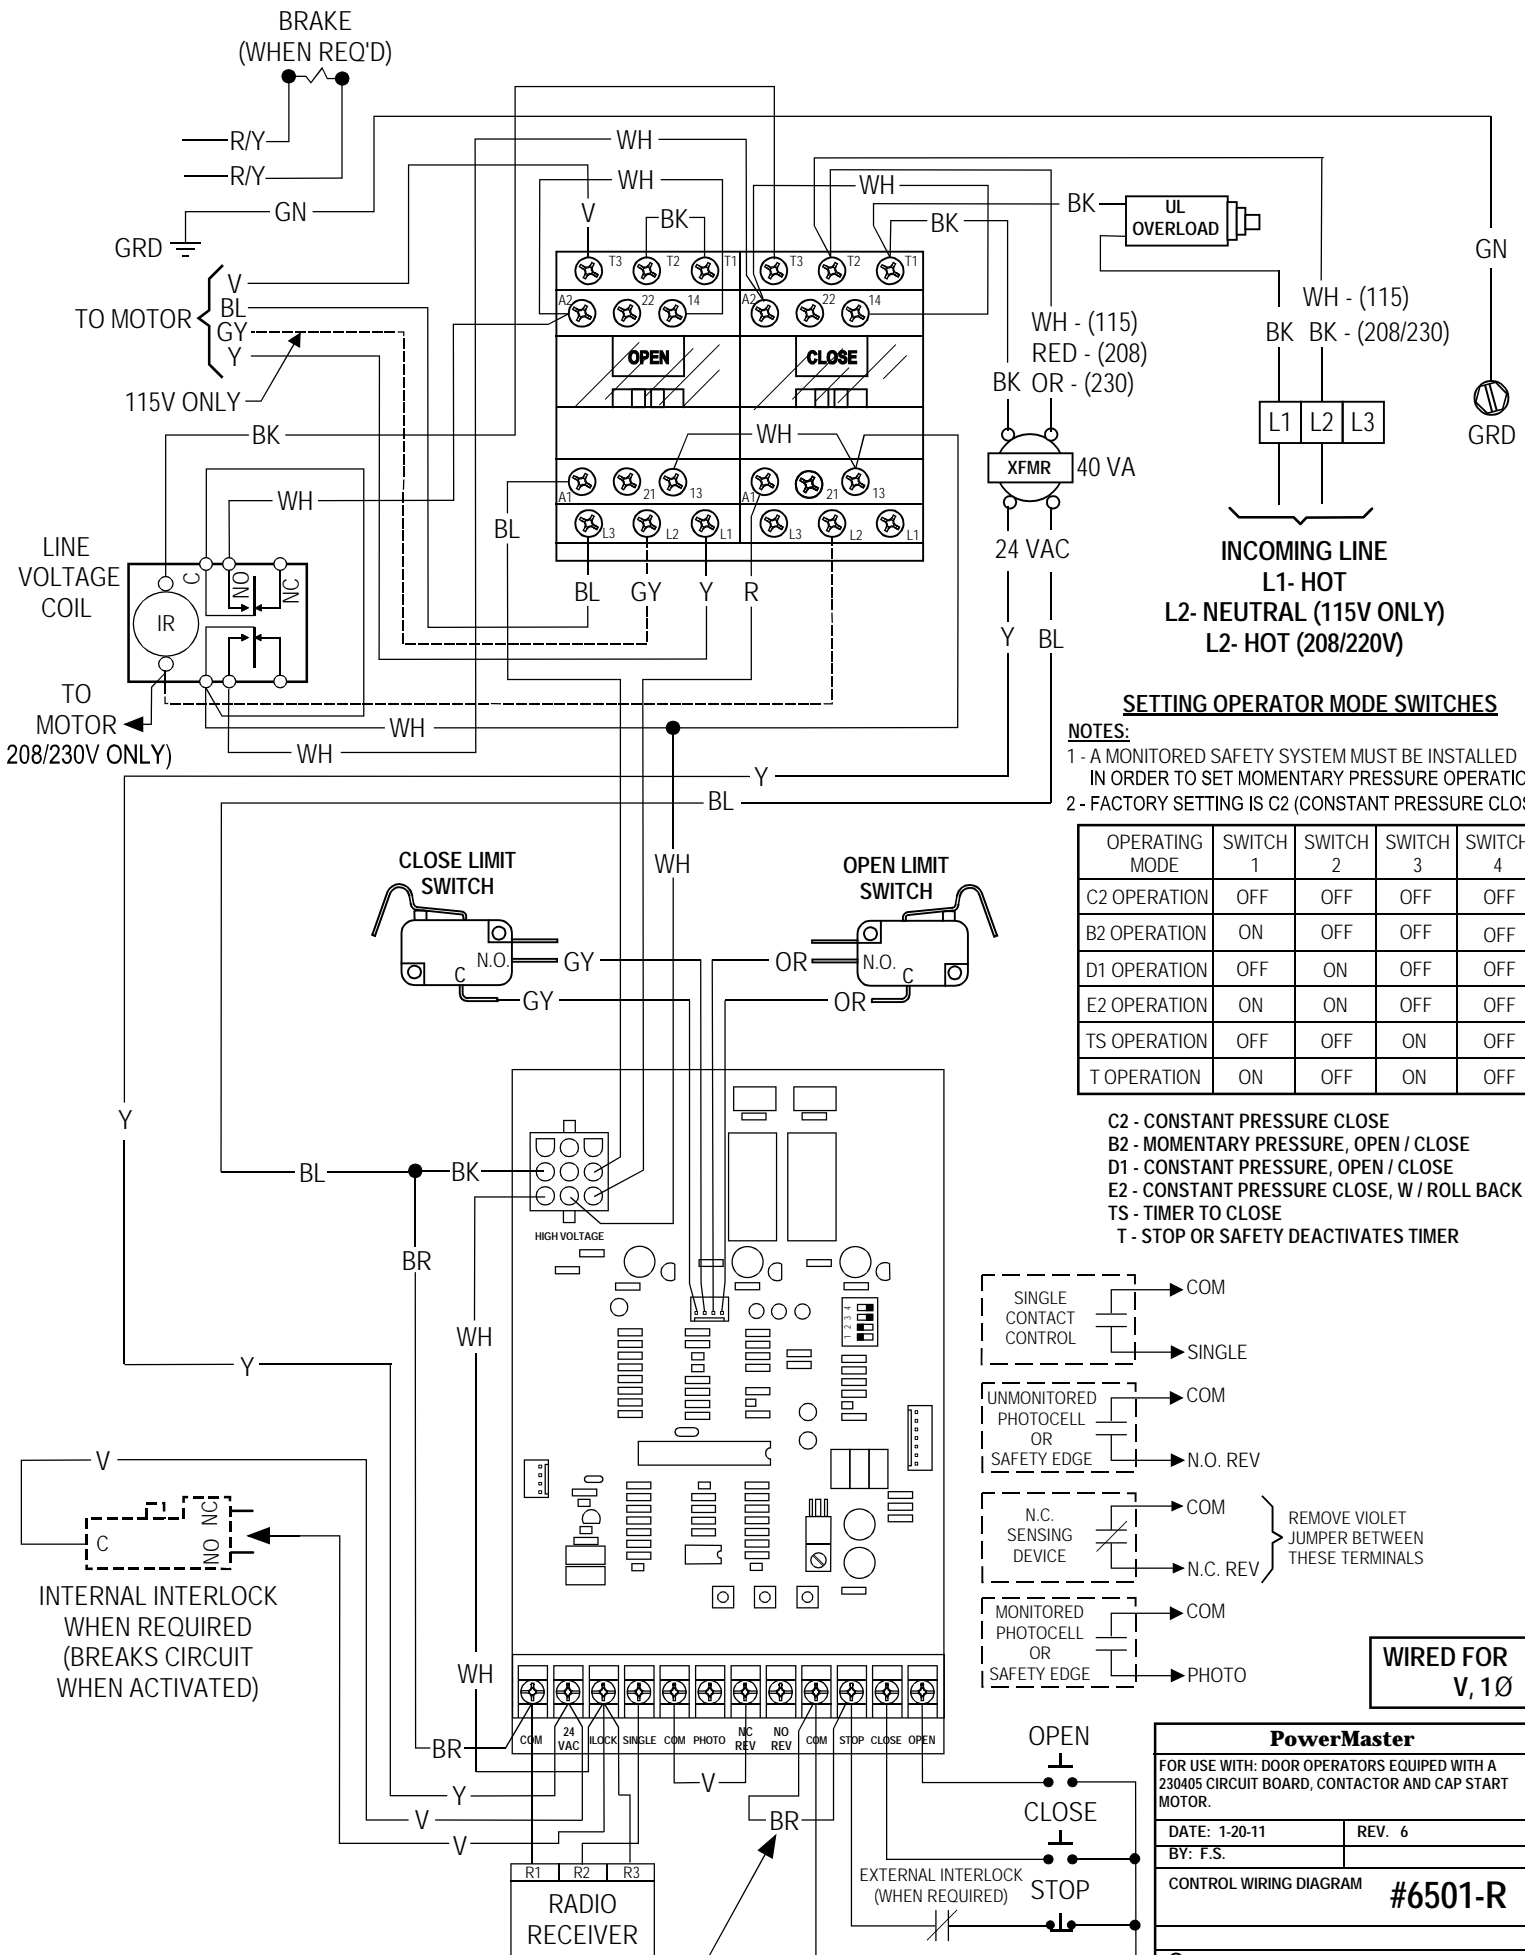 BRAKE
(WHEN REQ'D)
R/Y
R/Y
GN
GRD
WH
WH
V
BK
WH
BK
BK
UL
OVERLOAD
GN
TO MOTOR
V
BL
GY
Y
115V ONLY
T3
T2
T1
T3
T2
T1
A2
22
14
A2
22
14
OPEN
CLOSE
WH - (115)
RED - (208)
BK OR - (230)
WH - (115)
BK BK - (208/230)
L1 L2 L3
GRD
BK
WH
WH
BL
A1
21
13
A1
21
13
L3
L2
L1
L3
L2
L1
XFMR
40 VA
24 VAC
LINE
VOLTAGE
COIL
C
NO
NC
IR
BL
GY
Y
R
Y
BL
INCOMING LINE
L1- HOT
L2- NEUTRAL (115V ONLY)
L2- HOT (208/220V)
TO
MOTOR
208/230V ONLY)
WH
WH
Y
BL
SETTING OPERATOR MODE SWITCHES
NOTES:
1 - A MONITORED SAFETY SYSTEM MUST BE INSTALLED
IN ORDER TO SET MOMENTARY PRESSURE OPERATIO
2 - FACTORY SETTING IS C2 (CONSTANT PRESSURE CLOS
OPERATING MODE SWITCH 1 SWITCH 2 SWITCH 3 SWITCH 4
C2 OPERATION OFF OFF OFF OFF
B2 OPERATION ON OFF OFF OFF
D1 OPERATION OFF ON OFF OFF
E2 OPERATION ON ON OFF OFF
TS OPERATION OFF OFF ON OFF
T OPERATION ON OFF ON OFF
C2 - CONSTANT PRESSURE CLOSE
B2 - MOMENTARY PRESSURE, OPEN / CLOSE
D1 - CONSTANT PRESSURE, OPEN / CLOSE
E2 - CONSTANT PRESSURE CLOSE, W / ROLL BACK
TS - TIMER TO CLOSE
T - STOP OR SAFETY DEACTIVATES TIMER
CLOSE LIMIT
SWITCH
WH
OPEN LIMIT
SWITCH
N.O.
C
GY
GY
OR
OR
N.O.
C
Y
BL
BK
HIGH VOLTAGE
BR
WH
1 2 3 4
Y
SINGLE
CONTACT
CONTROL
COM
SINGLE
UNMONITORED
PHOTOCELL
OR
SAFETY EDGE
COM
N.O. REV
N.C.
SENSING
DEVICE
COM
N.C. REV
REMOVE VIOLET
JUMPER BETWEEN
THESE TERMINALS
MONITORED
PHOTOCELL
OR
SAFETY EDGE
COM
PHOTO
V
C
NO
NC
INTERNAL INTERLOCK
WHEN REQUIRED
(BREAKS CIRCUIT
WHEN ACTIVATED)
WH
COM
24
VAC
ILOCK
SINGLE
COM
PHOTO
NC
REV
NO
REV
COM
STOP
CLOSE
OPEN
BR
Y
V
V
V
BR
R1 R2 R3
RADIO
RECEIVER
OPEN
CLOSE
STOP
EXTERNAL INTERLOCK
(WHEN REQUIRED)
WIRED FOR
V, 1Ø
PowerMaster
FOR USE WITH: DOOR OPERATORS EQUIPED WITH A
230405 CIRCUIT BOARD, CONTACTOR AND CAP START
MOTOR.
DATE: 1-20-11 REV. 6
BY: F.S.
CONTROL WIRING DIAGRAM #6501-R